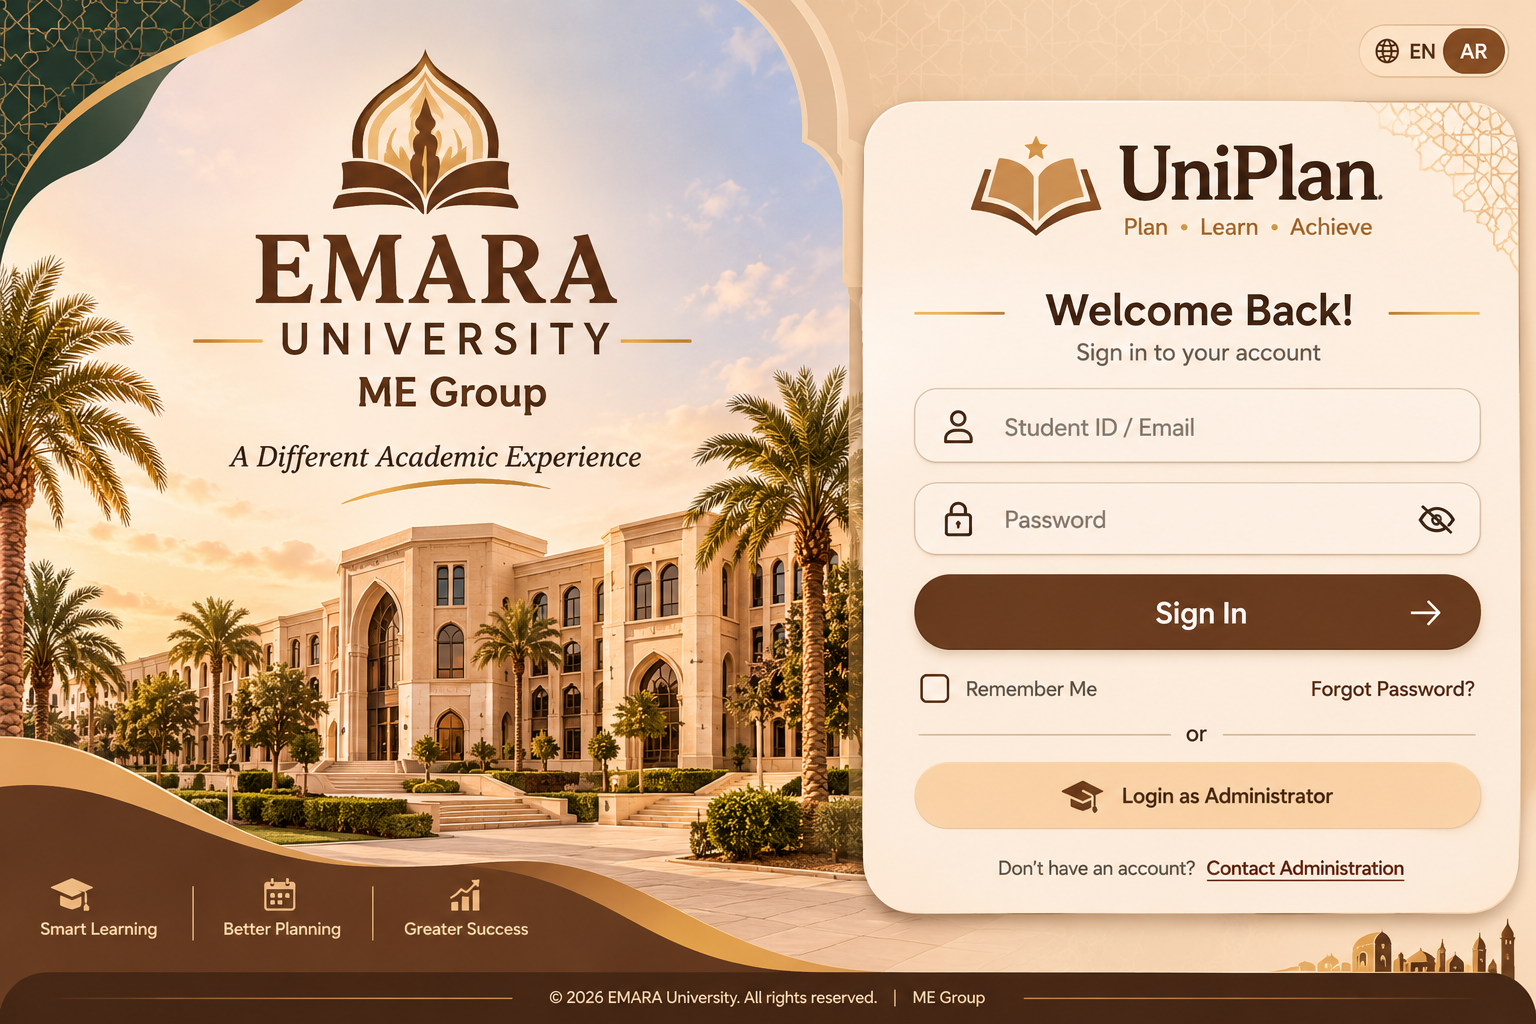 EN AR
EMARA
UNIVERSITY
ME Group
A Different Academic Experience
UniPlan
Plan • Learn • Achieve
Welcome Back!
Sign in to your account
Student ID / Email
Password
Sign In
Remember Me
Forgot Password?
or
Login as Administrator
Don't have an account? Contact Administration
Smart Learning
Better Planning
Greater Success
© 2026 EMARA University. All rights reserved. | ME Group